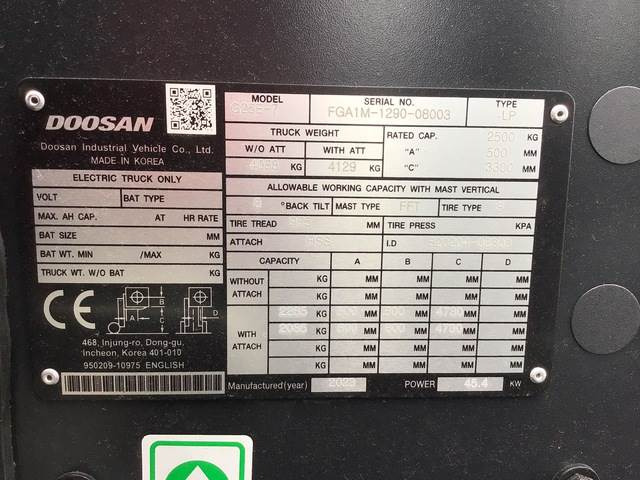 DOOSAN
Doosan Industrial Vehicle Co., Ltd.
MADE IN KOREA
ELECTRIC TRUCK ONLY
VOLT BAT TYPE
MAX. AH CAP. AT HR RATE
BAT SIZE MM
BAT WT. MIN KG /MAX KG
TRUCK WT. W/O BAT KG
CE
B
A
C
D
468, Injung-ro, Dong-gu,
Incheon, Korea 401-010
950209-10975 ENGLISH
MODEL SERIAL NO. TYPE
FGA1M-1290-08003 LP
TRUCK WEIGHT RATED CAP. 2500 KG
W/O ATT WITH ATT "A" 500 MM
KG 4129 KG "C" 3300 MM
ALLOWABLE WORKING CAPACITY WITH MAST VERTICAL
°BACK TILT MAST TYPE FFT TIRE TYPE
TIRE TREAD MM TIRE PRESS KPA
ATTACH I.D
CAPACITY A B C D
WITHOUT ATTACH KG MM MM MM MM
KG MM MM MM MM
WITH ATTACH 2285 KG 500 MM 500 MM 4730 MM MM
KG MM MM MM MM
KG MM MM MM MM
Manufactured(year) 2023 POWER 45.4 KW